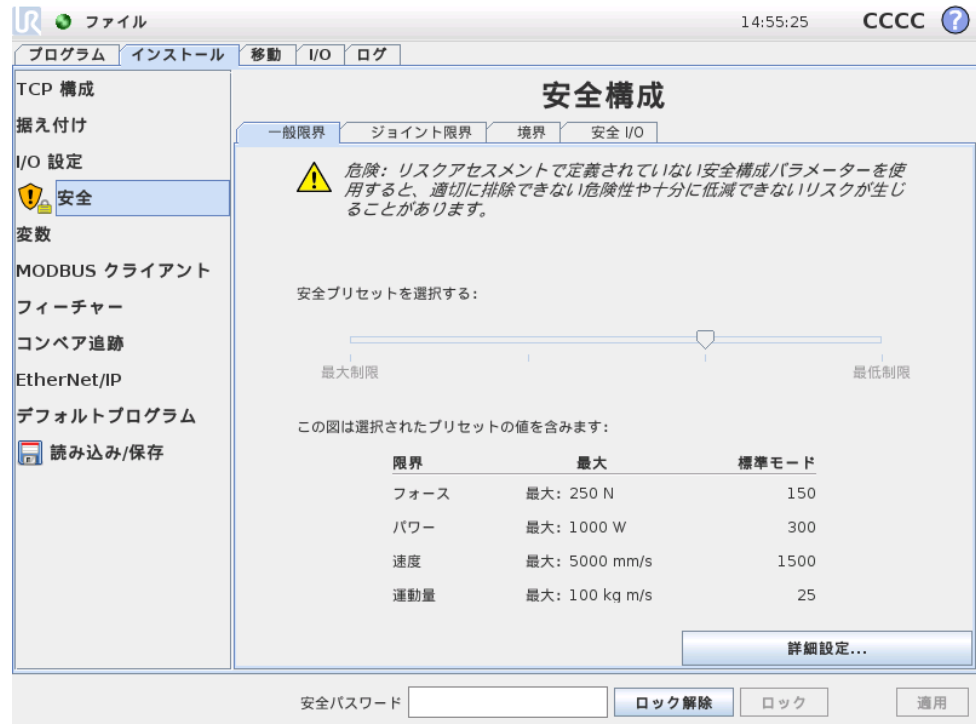 UR ファイル 14:55:25 CCCC ?
プログラム インストール 移動 I/O ログ
TCP 構成
据え付け
I/O 設定
安全
変数
MODBUS クライアント
フィーチャー
コンベア追跡
EtherNet/IP
デフォルトプログラム
読み込み/保存
安全構成
一般限界 ジョイント限界 境界 安全 I/O
危険: リスクアセスメントで定義されていない安全構成パラメーターを使
用すると、適切に排除できない危険性や十分に低減できないリスクが生じ
ることがあります。
安全プリセットを選択する:
最大制限 最低制限
この図は選択されたプリセットの値を含みます:
限界 最大 標準モード
フォース 最大: 250 N 150
パワー 最大: 1000 W 300
速度 最大: 5000 mm/s 1500
運動量 最大: 100 kg m/s 25
詳細設定...
安全パスワード ロック解除 ロック 適用